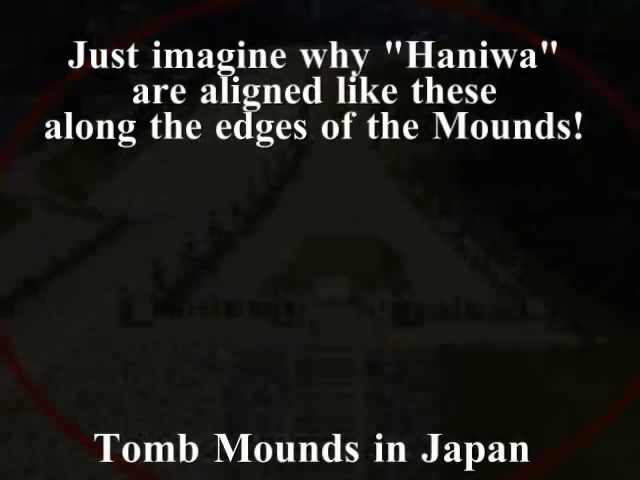 Just imagine why "Haniwa"
are aligned like these
along the edges of the Mounds!
Tomb Mounds in Japan